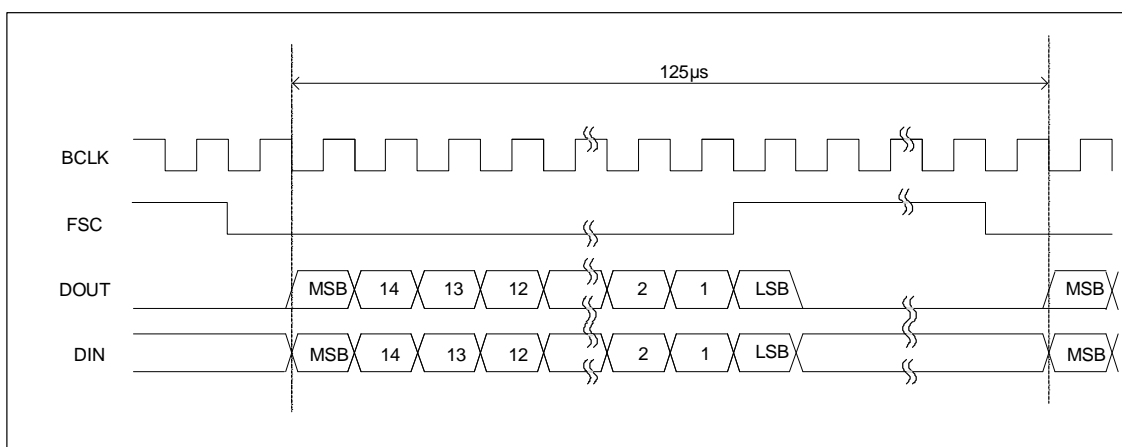 125µs
BCLK
FSC
DOUT MSB 14 13 12 2 1 LSB MSB
DIN MSB 14 13 12 2 1 LSB MSB